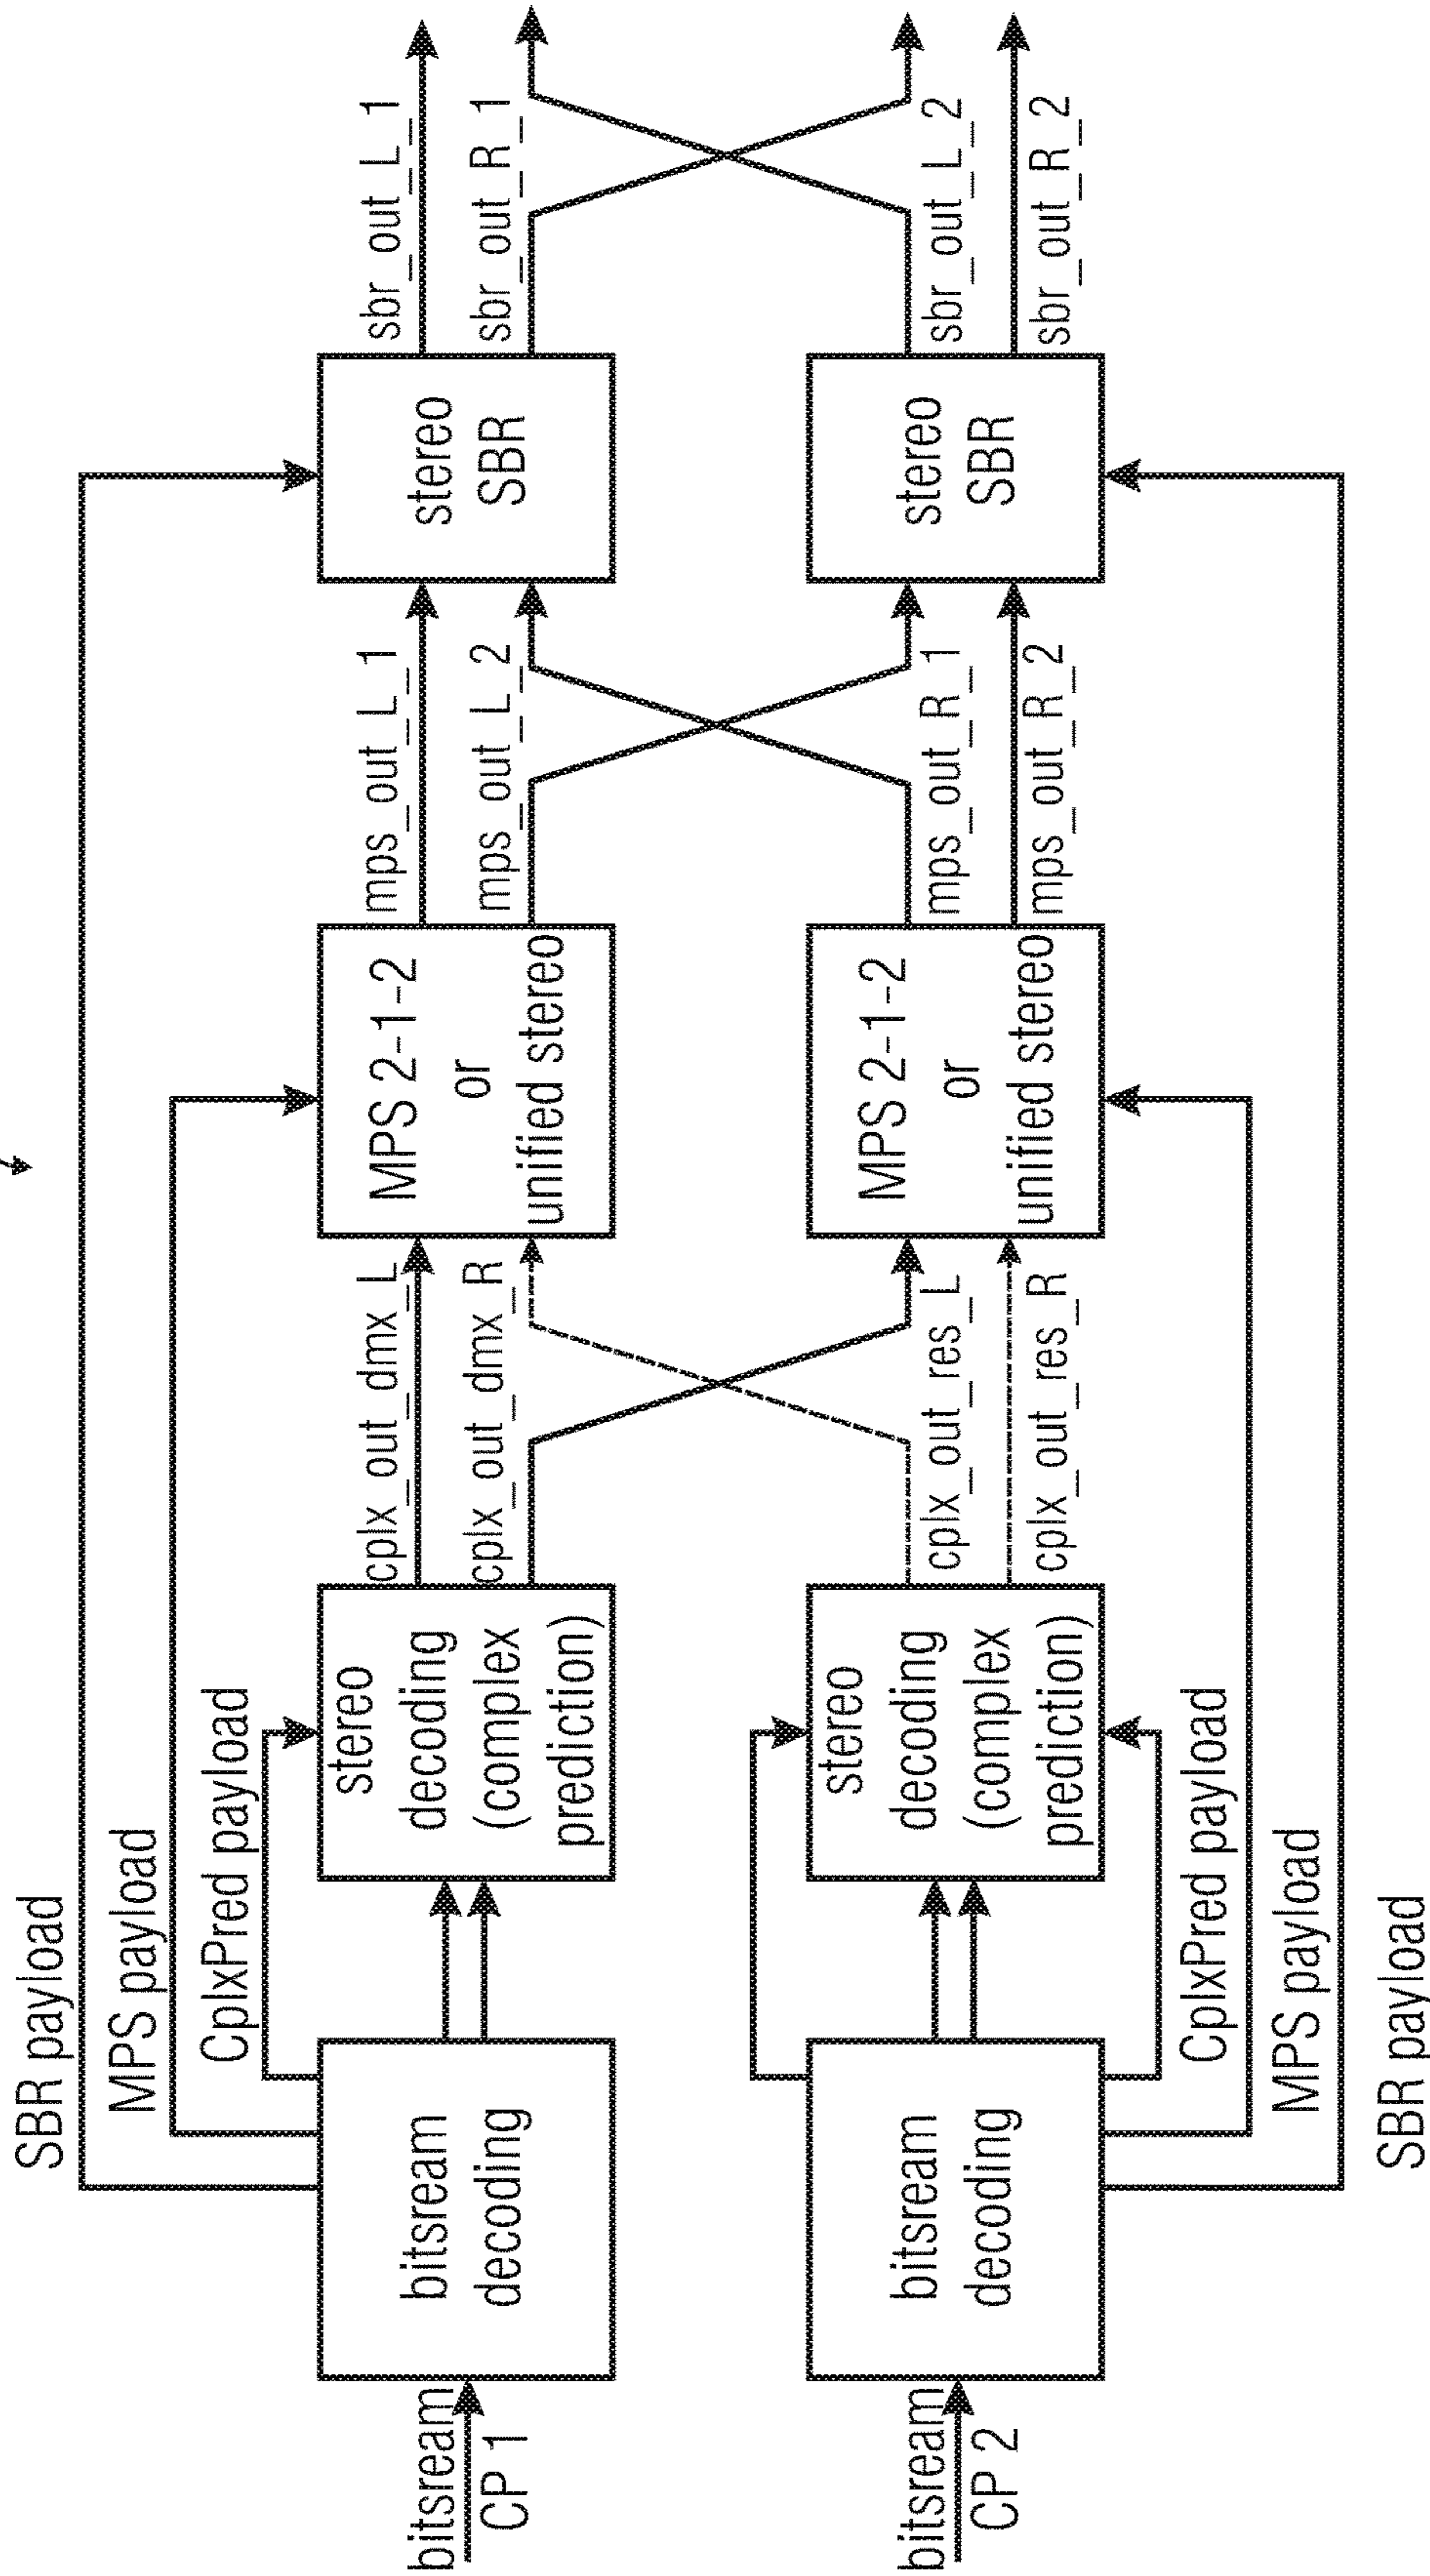 SBR payload
MPS payload
CplxPred payload
bitsream
CP 1
bitsream
decoding
stereo
decoding
(complex
prediction)
cplx_out_dmx_L
cplx_out_dmx_R
MPS 2-1-2
or
unified stereo
mps_out_L_1
mps_out_L_2
stereo
SBR
sbr_out_L_1
sbr_out_R_1
bitsream
CP 2
bitsream
decoding
stereo
decoding
(complex
prediction)
cplx_out_res_L
cplx_out_res_R
MPS 2-1-2
or
unified stereo
mps_out_R_1
mps_out_R_2
stereo
SBR
sbr_out_L_2
sbr_out_R_2
CplxPred payload
MPS payload
SBR payload